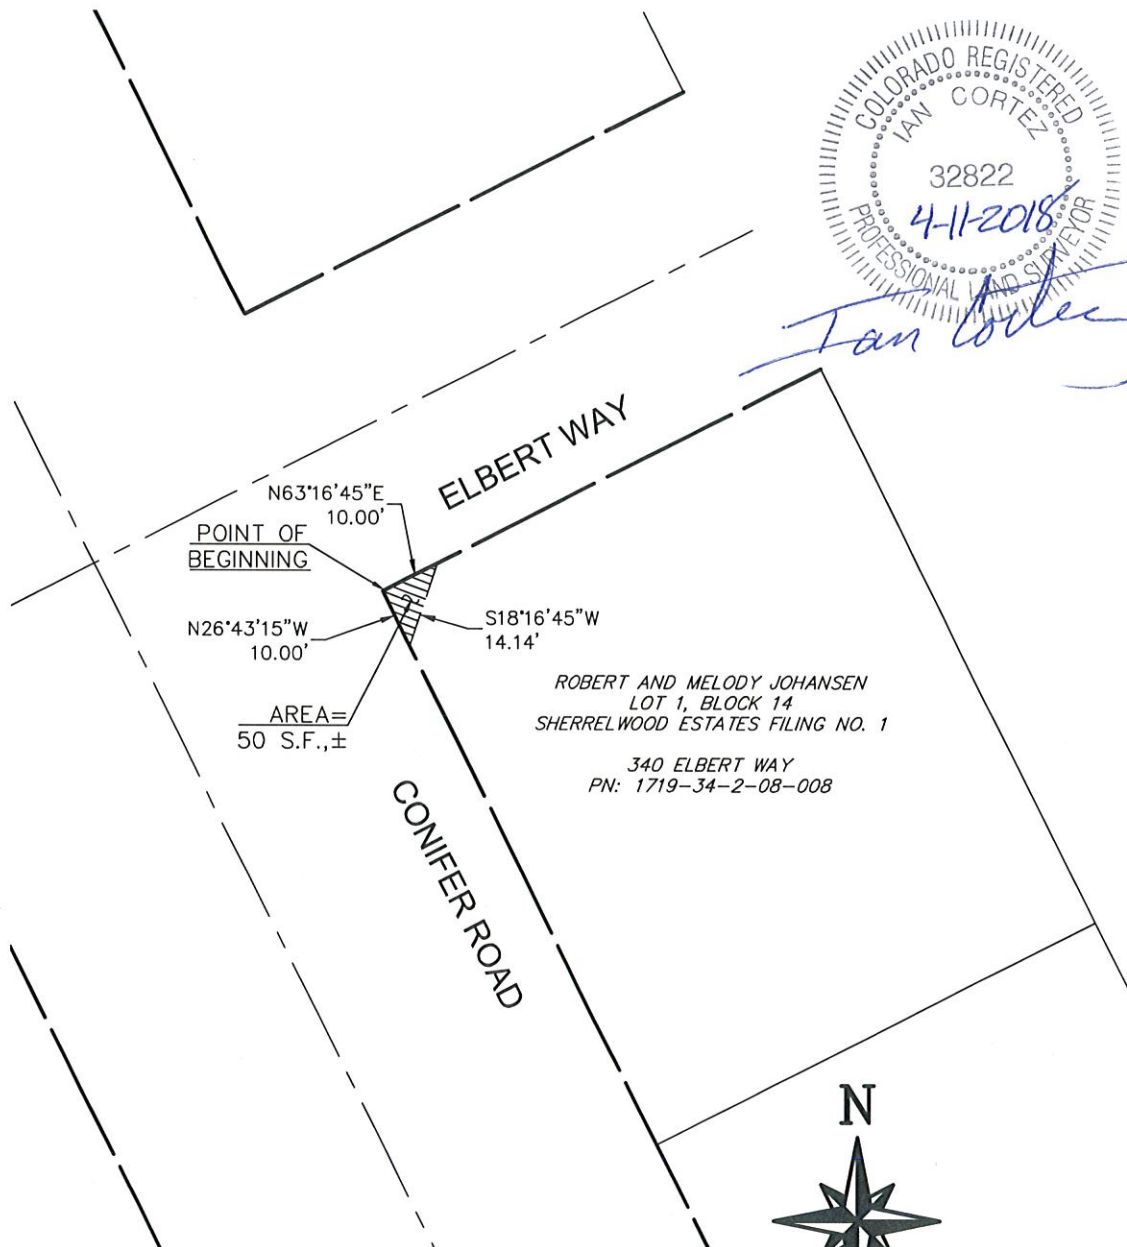 COLORADO REGISTERED
IAN CORTEZ
32822
4-11-2018
PROFESSIONAL LAND SURVEYOR
Ian Cortez
ELBERT WAY
N63°16'45"E
10.00'
POINT OF
BEGINNING
N26°43'15"W
10.00'
S18°16'45"W
14.14'
AREA=
50 S.F.,±
ROBERT AND MELODY JOHANSEN
LOT 1, BLOCK 14
SHERRELWOOD ESTATES FILING NO. 1
340 ELBERT WAY
PN: 1719-34-2-08-008
CONIFER ROAD
N